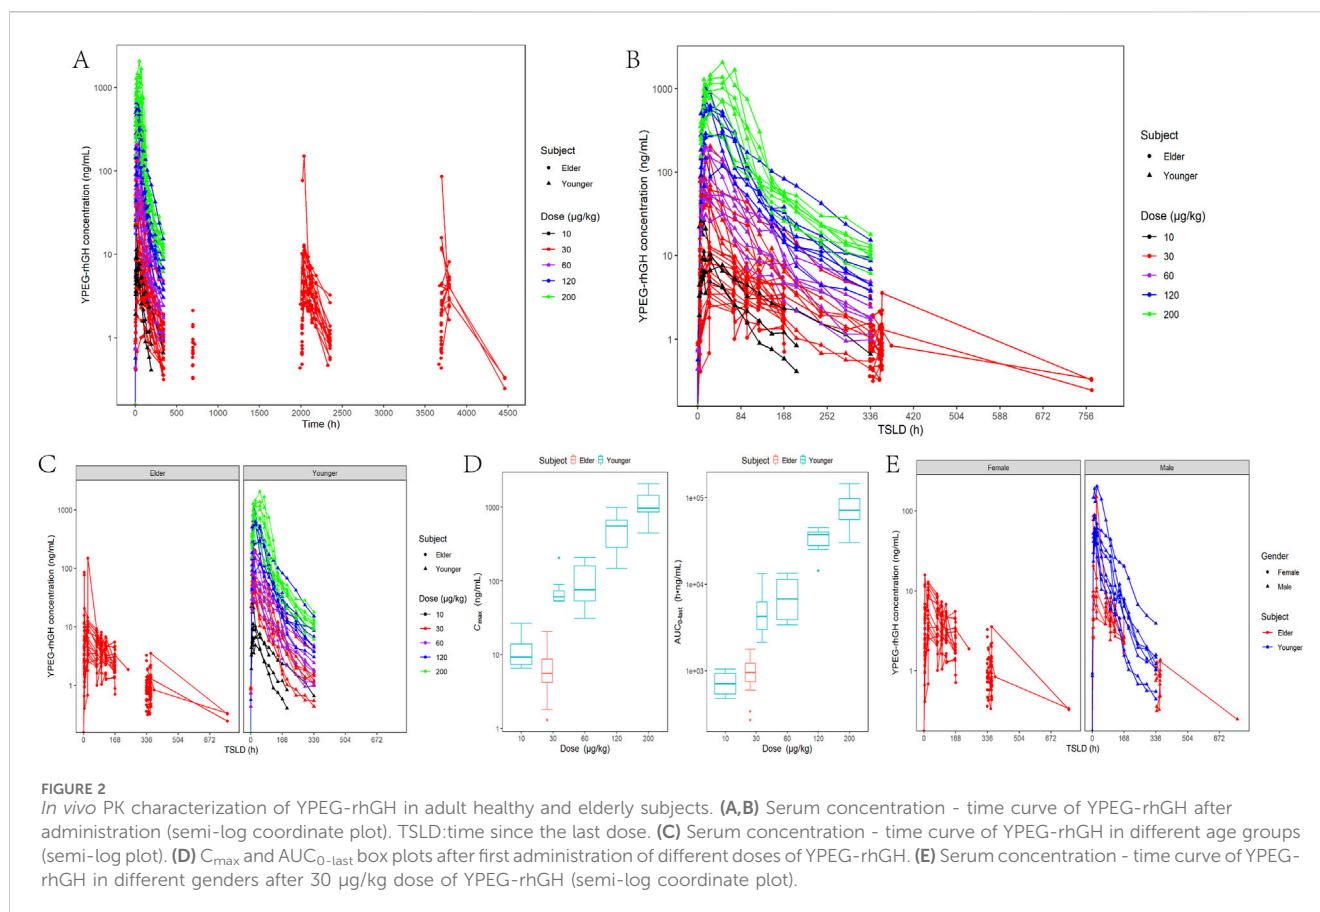 A
YPEG-rhGH concentration (ng/mL)
1000
100
10
1
0 500 1000 1500 2000 2500 3000 3500 4000 4500
Time (h)
Subject
Elder
Younger
Dose (µg/kg)
10
30
60
120
200
B
YPEG-rhGH concentration (ng/mL)
1000
100
10
1
0 84 168 252 336 420 504 588 672 756
TSLD (h)
Subject
Elder
Younger
Dose (µg/kg)
10
30
60
120
200
C
Elder Younger
YPEG-rhGH concentration (ng/mL)
1000
100
10
1
0 168 336 504 672 0 168 336 504 672
TSLD (h)
Subject
Elder
Younger
Dose (µg/kg)
10
30
60
120
200
D
Subject Elder Younger
Cmax (ng/mL)
1000
100
10
1
10 30 60 120 200
Dose (µg/kg)
Subject Elder Younger
AUC0-last (h*ng/mL)
1e+05
1e+04
1e+03
10 30 60 120 200
Dose (µg/kg)
E
Female Male
YPEG-rhGH concentration (ng/mL)
100
10
1
0 168 336 504 672 0 168 336 504 672
TSLD (h)
Gender
Female
Male
Subject
Elder
Younger
FIGURE 2
In vivo PK characterization of YPEG-rhGH in adult healthy and elderly subjects. (A,B) Serum concentration - time curve of YPEG-rhGH after
administration (semi-log coordinate plot). TSLD:time since the last dose. (C) Serum concentration - time curve of YPEG-rhGH in different age groups
(semi-log plot). (D) Cmax and AUC0-last box plots after first administration of different doses of YPEG-rhGH. (E) Serum concentration - time curve of YPEG-
rhGH in different genders after 30 µg/kg dose of YPEG-rhGH (semi-log coordinate plot).